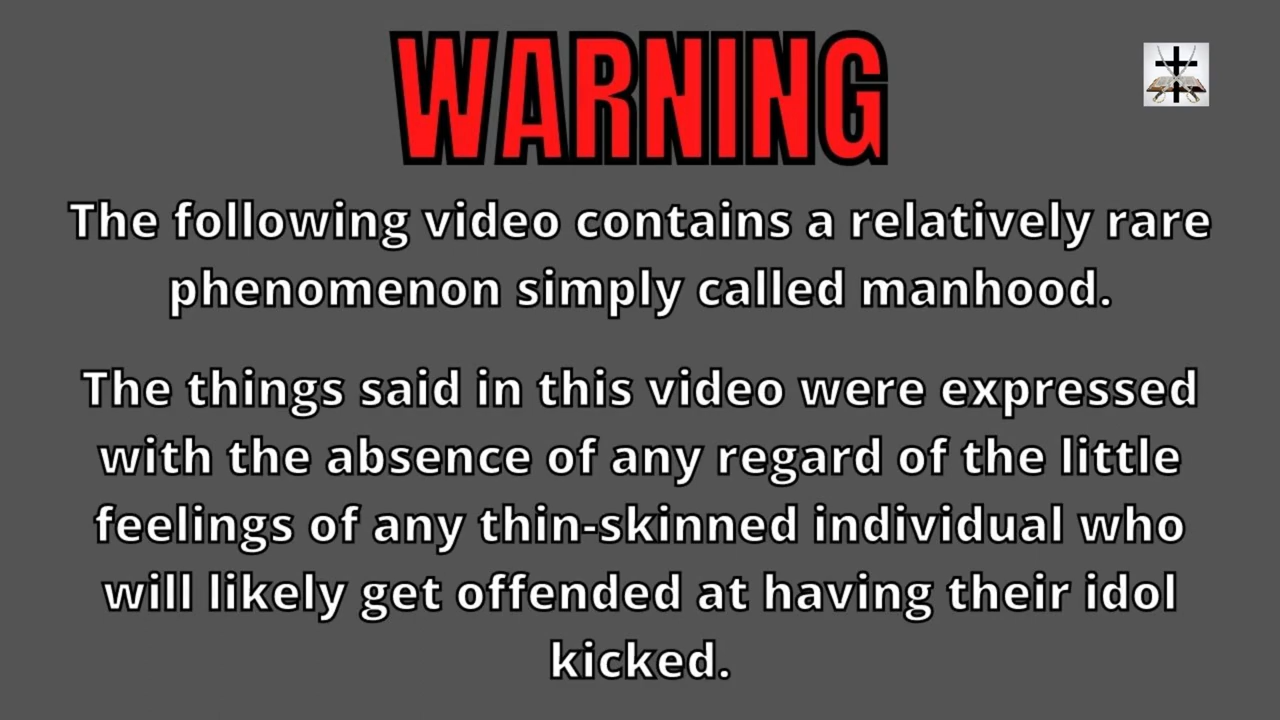 WARNING
The following video contains a relatively rare
phenomenon simply called manhood.
The things said in this video were expressed
with the absence of any regard of the little
feelings of any thin-skinned individual who
will likely get offended at having their idol
kicked.